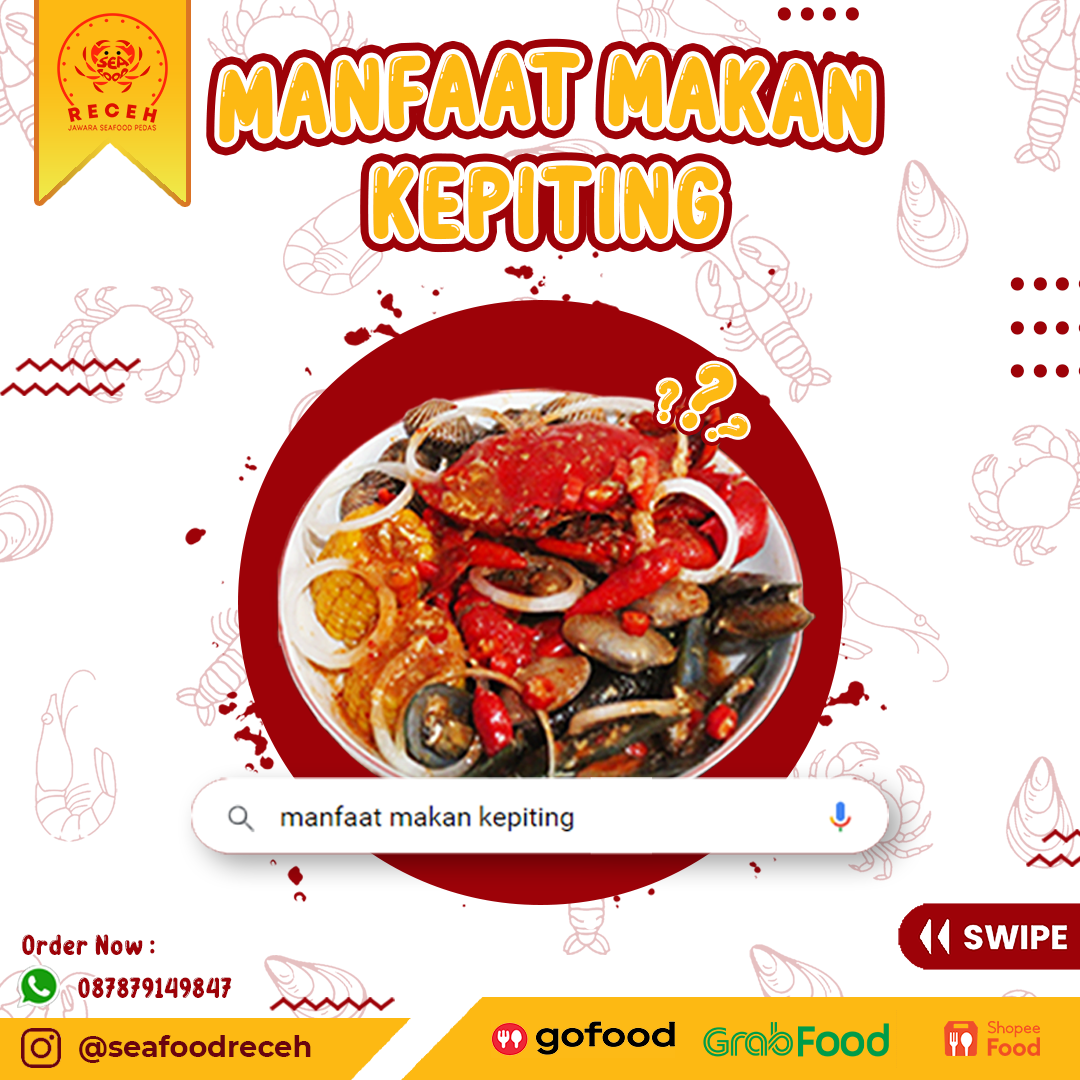 SEA
FOOD
RECEH
JAWARA SEAFOOD PEDAS
MANFAAT MAKAN
KEPITING
???
manfaat makan kepiting
SWIPE
Order Now :
087879149847
@seafoodreceh
gofood
GrabFood
Shopee
Food